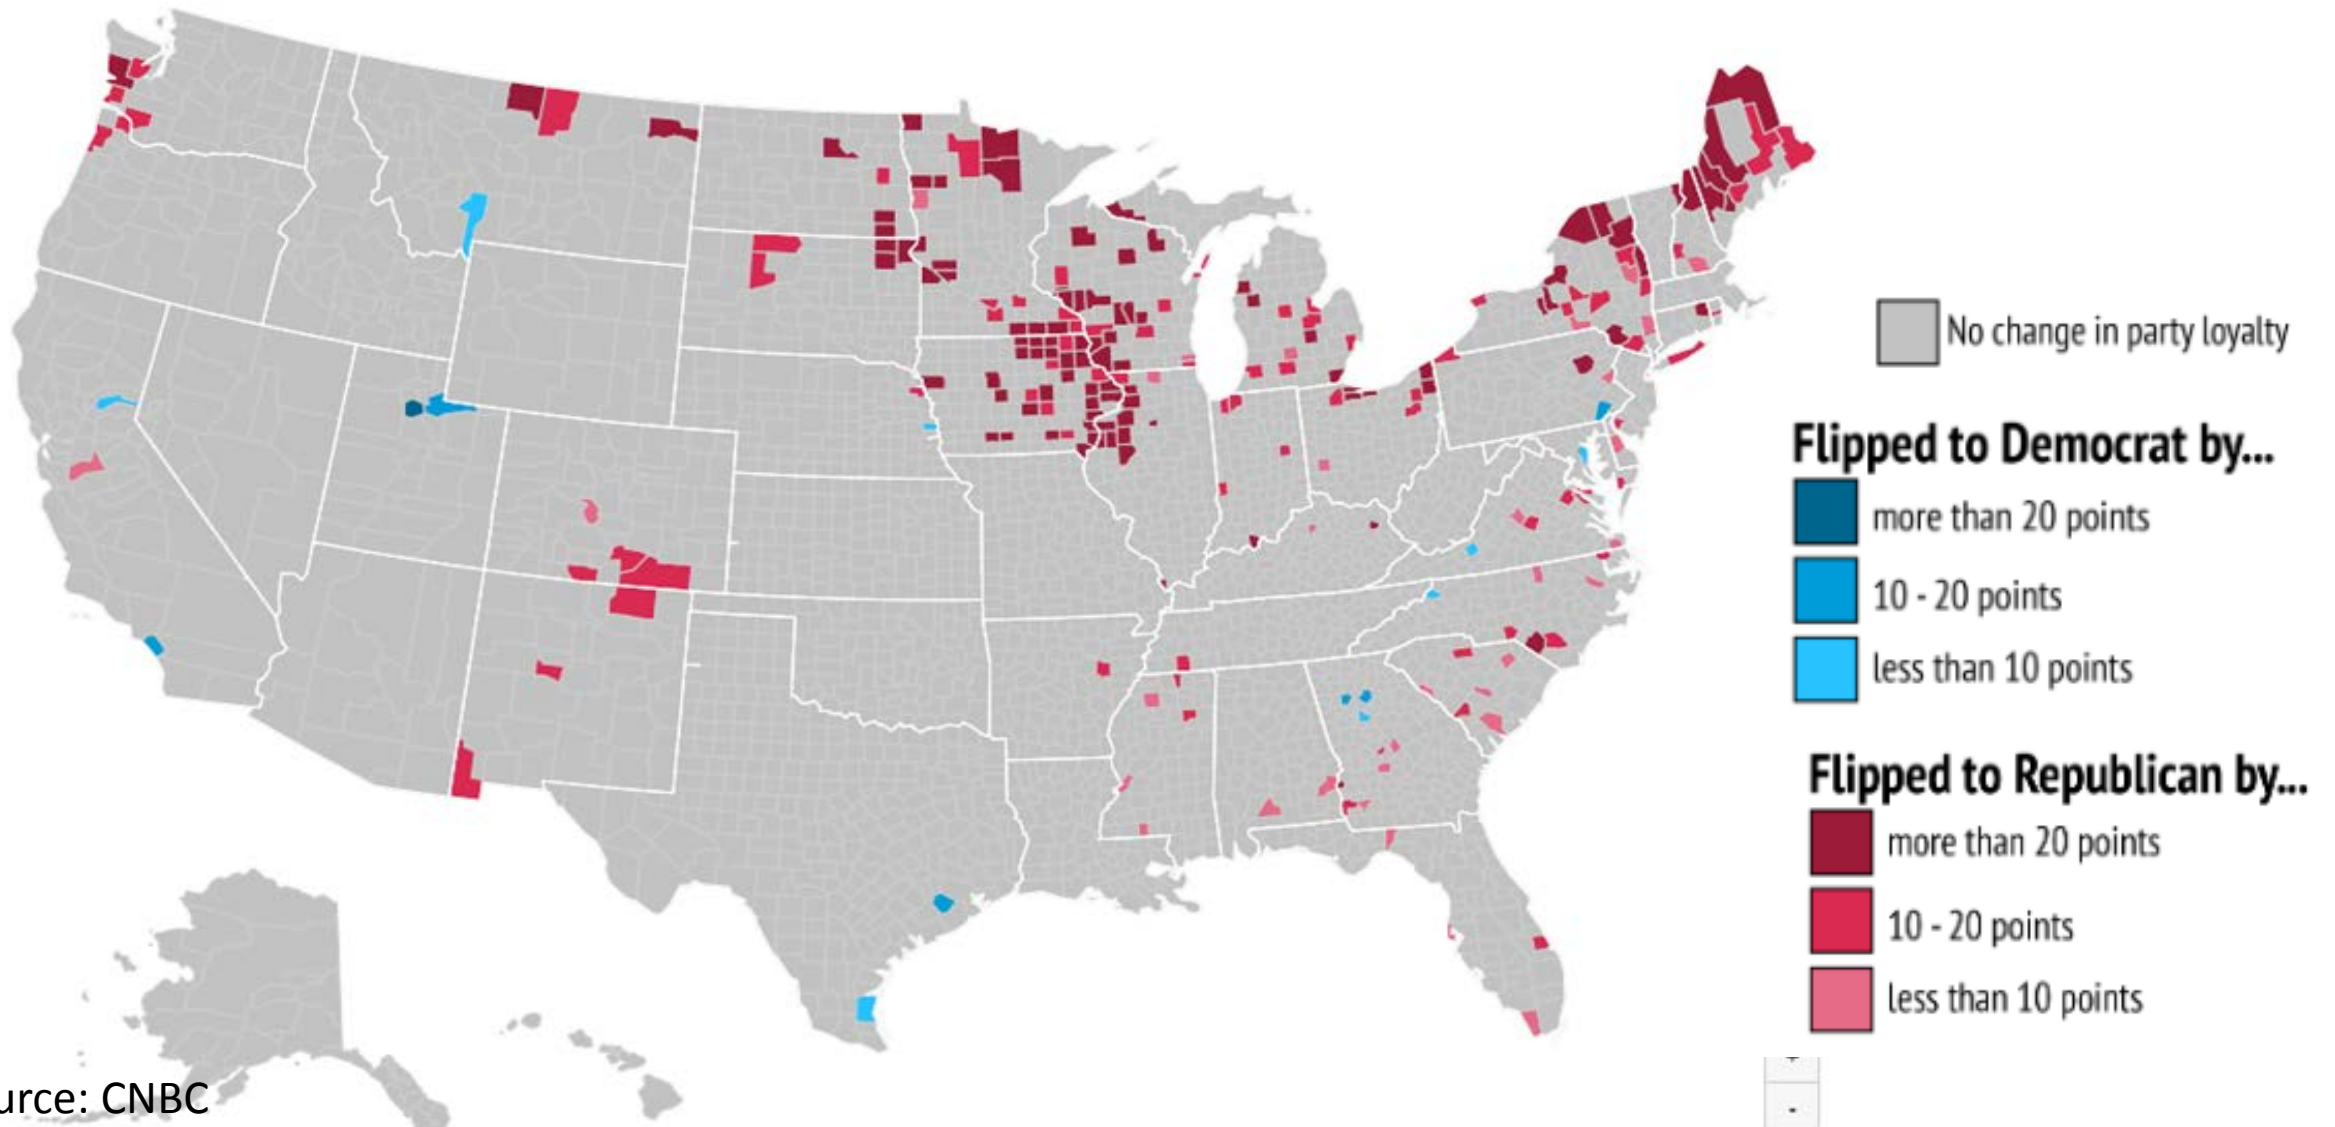 No change in party loyalty
Flipped to Democrat by...
more than 20 points
10 - 20 points
less than 10 points
Flipped to Republican by...
more than 20 points
10 - 20 points
less than 10 points
+
-
urce: CNBC